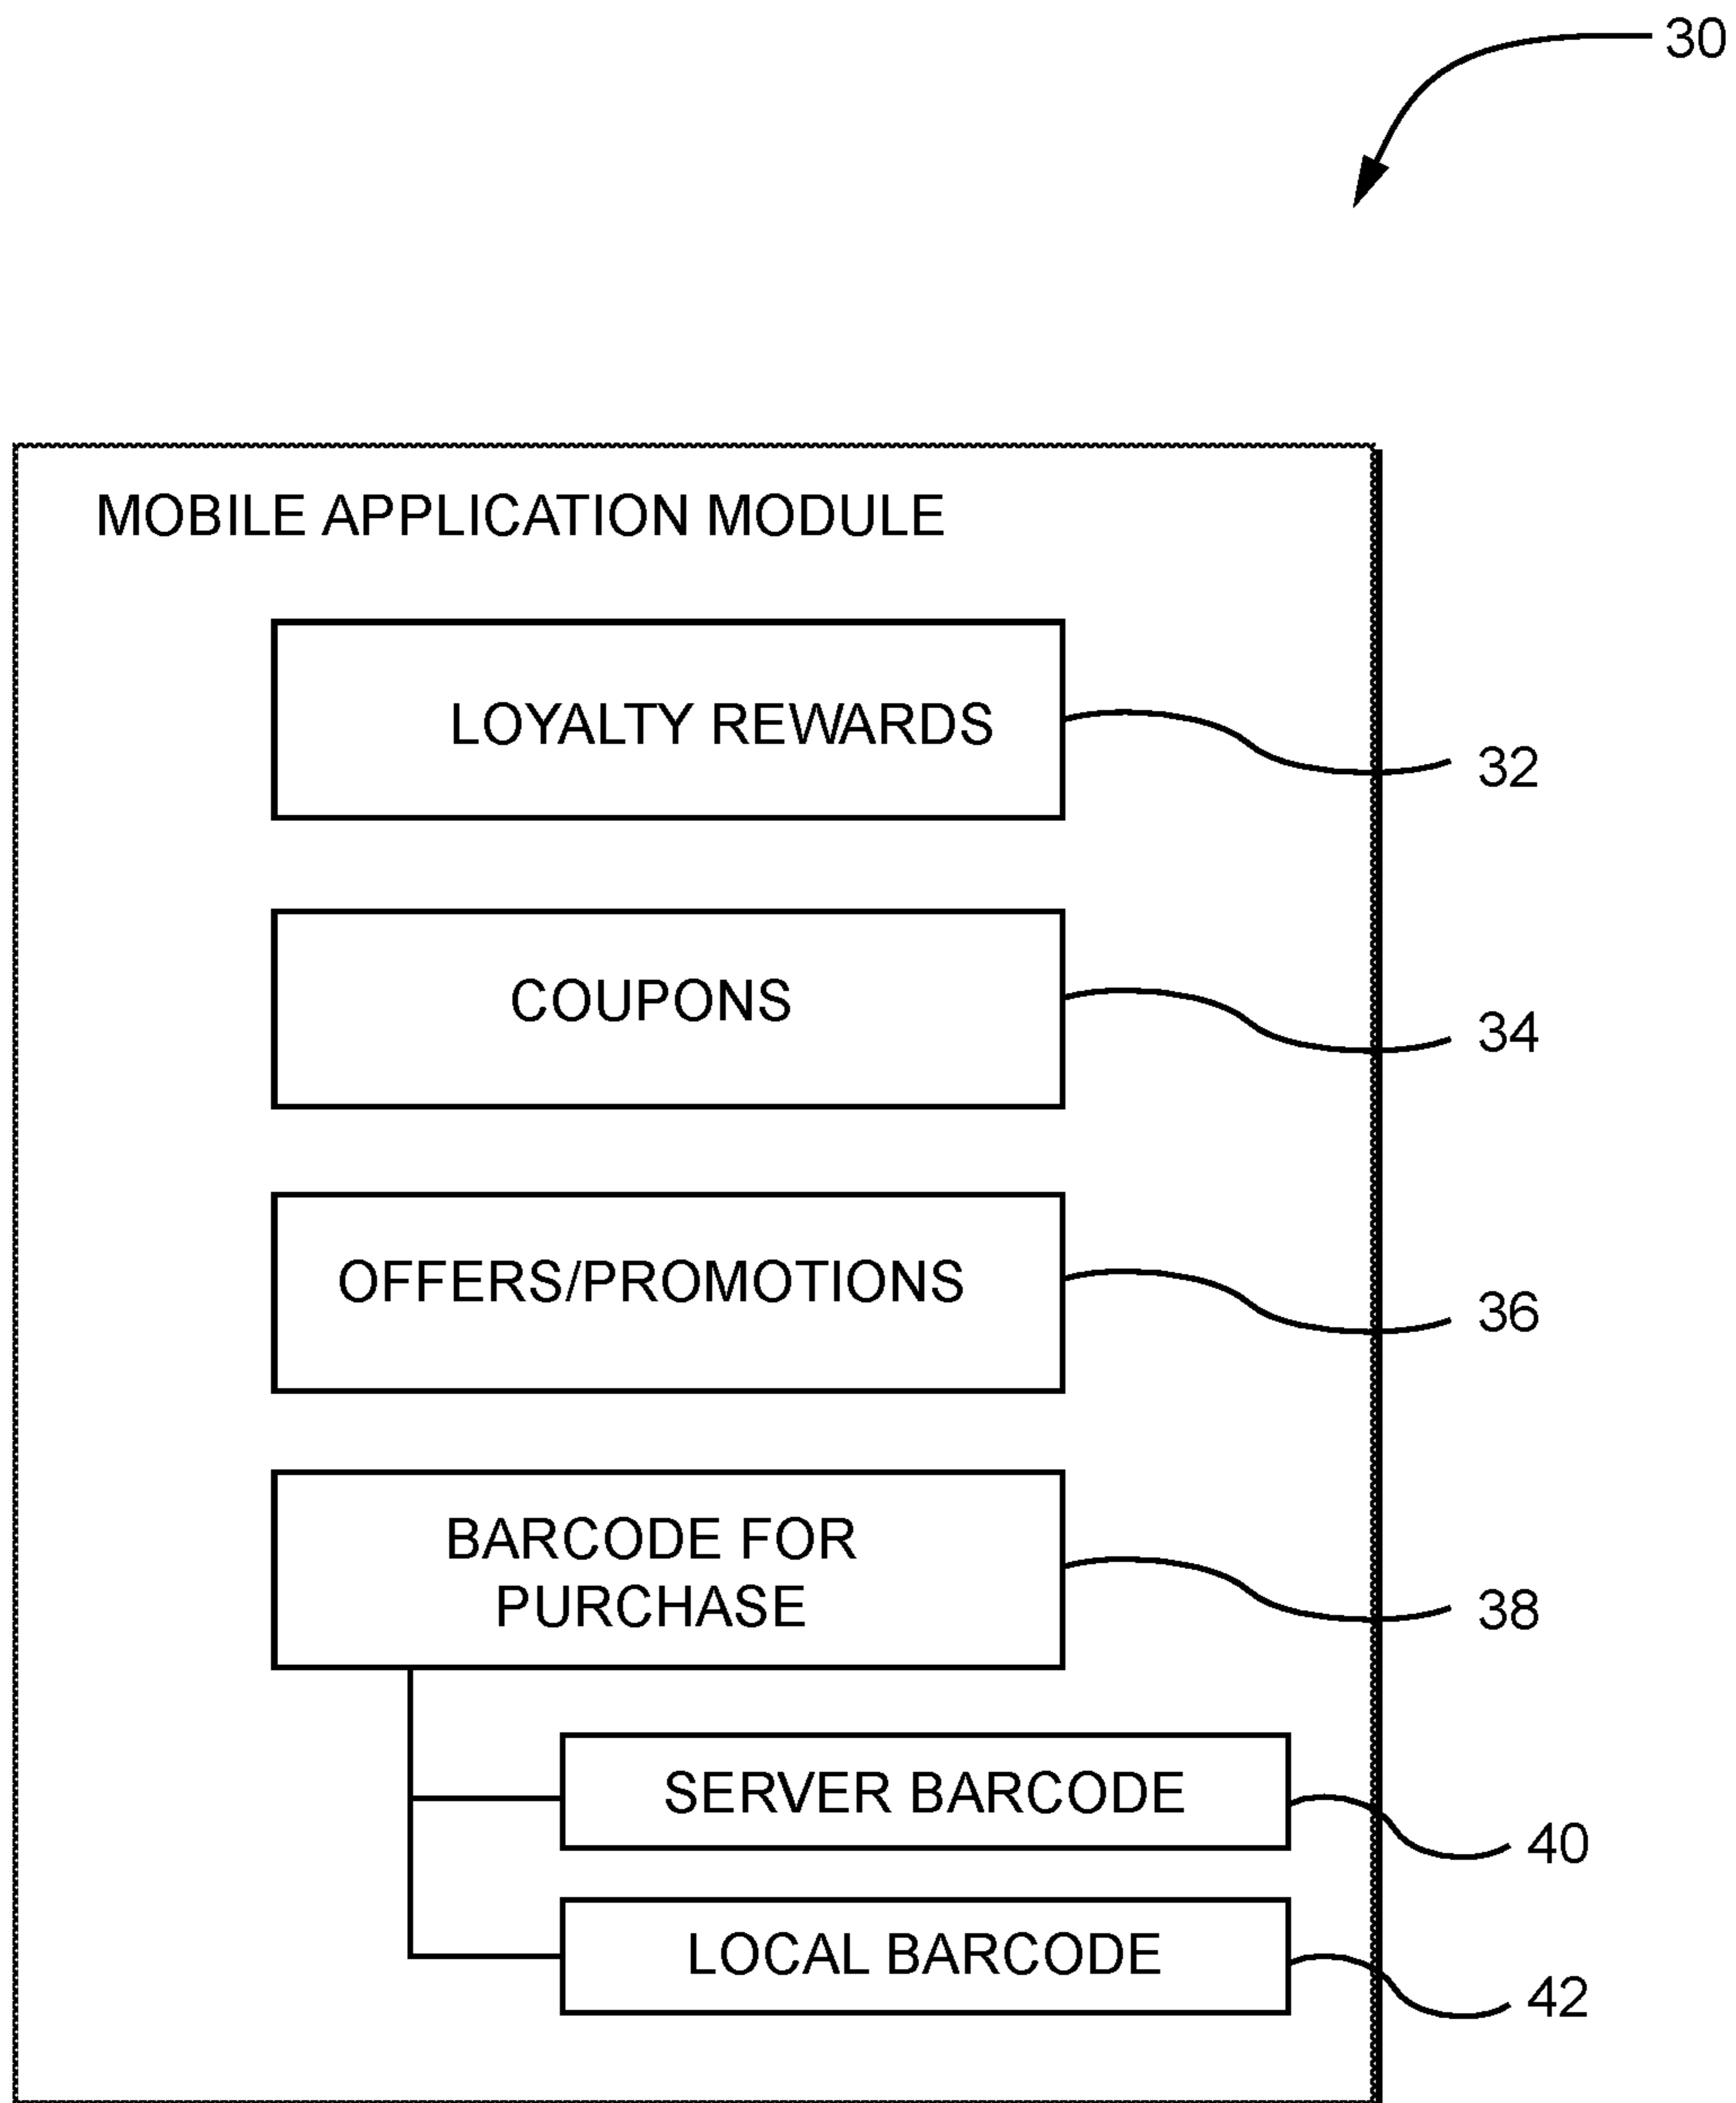 30
MOBILE APPLICATION MODULE
LOYALTY REWARDS
32
COUPONS
34
OFFERS/PROMOTIONS
36
BARCODE FOR
PURCHASE
38
SERVER BARCODE
40
LOCAL BARCODE
42